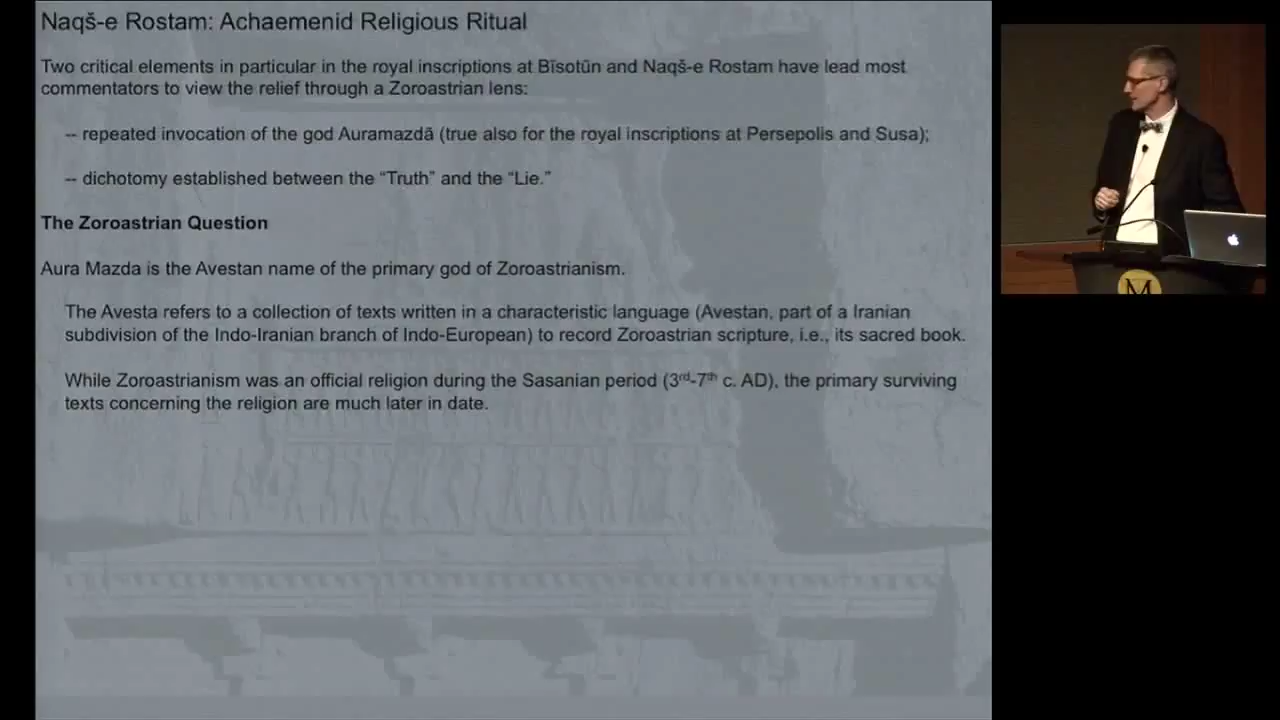 Naqš-e Rostam: Achaemenid Religious Ritual
Two critical elements in particular in the royal inscriptions at Bīsotūn and Naqš-e Rostam have lead most
commentators to view the relief through a Zoroastrian lens:
-- repeated invocation of the god Auramazdā (true also for the royal inscriptions at Persepolis and Susa);
-- dichotomy established between the “Truth” and the “Lie.”
The Zoroastrian Question
Aura Mazda is the Avestan name of the primary god of Zoroastrianism.
The Avesta refers to a collection of texts written in a characteristic language (Avestan, part of a Iranian
subdivision of the Indo-Iranian branch of Indo-European) to record Zoroastrian scripture, i.e., its sacred book.
While Zoroastrianism was an official religion during the Sasanian period (3rd-7th c. AD), the primary surviving
texts concerning the religion are much later in date.
M